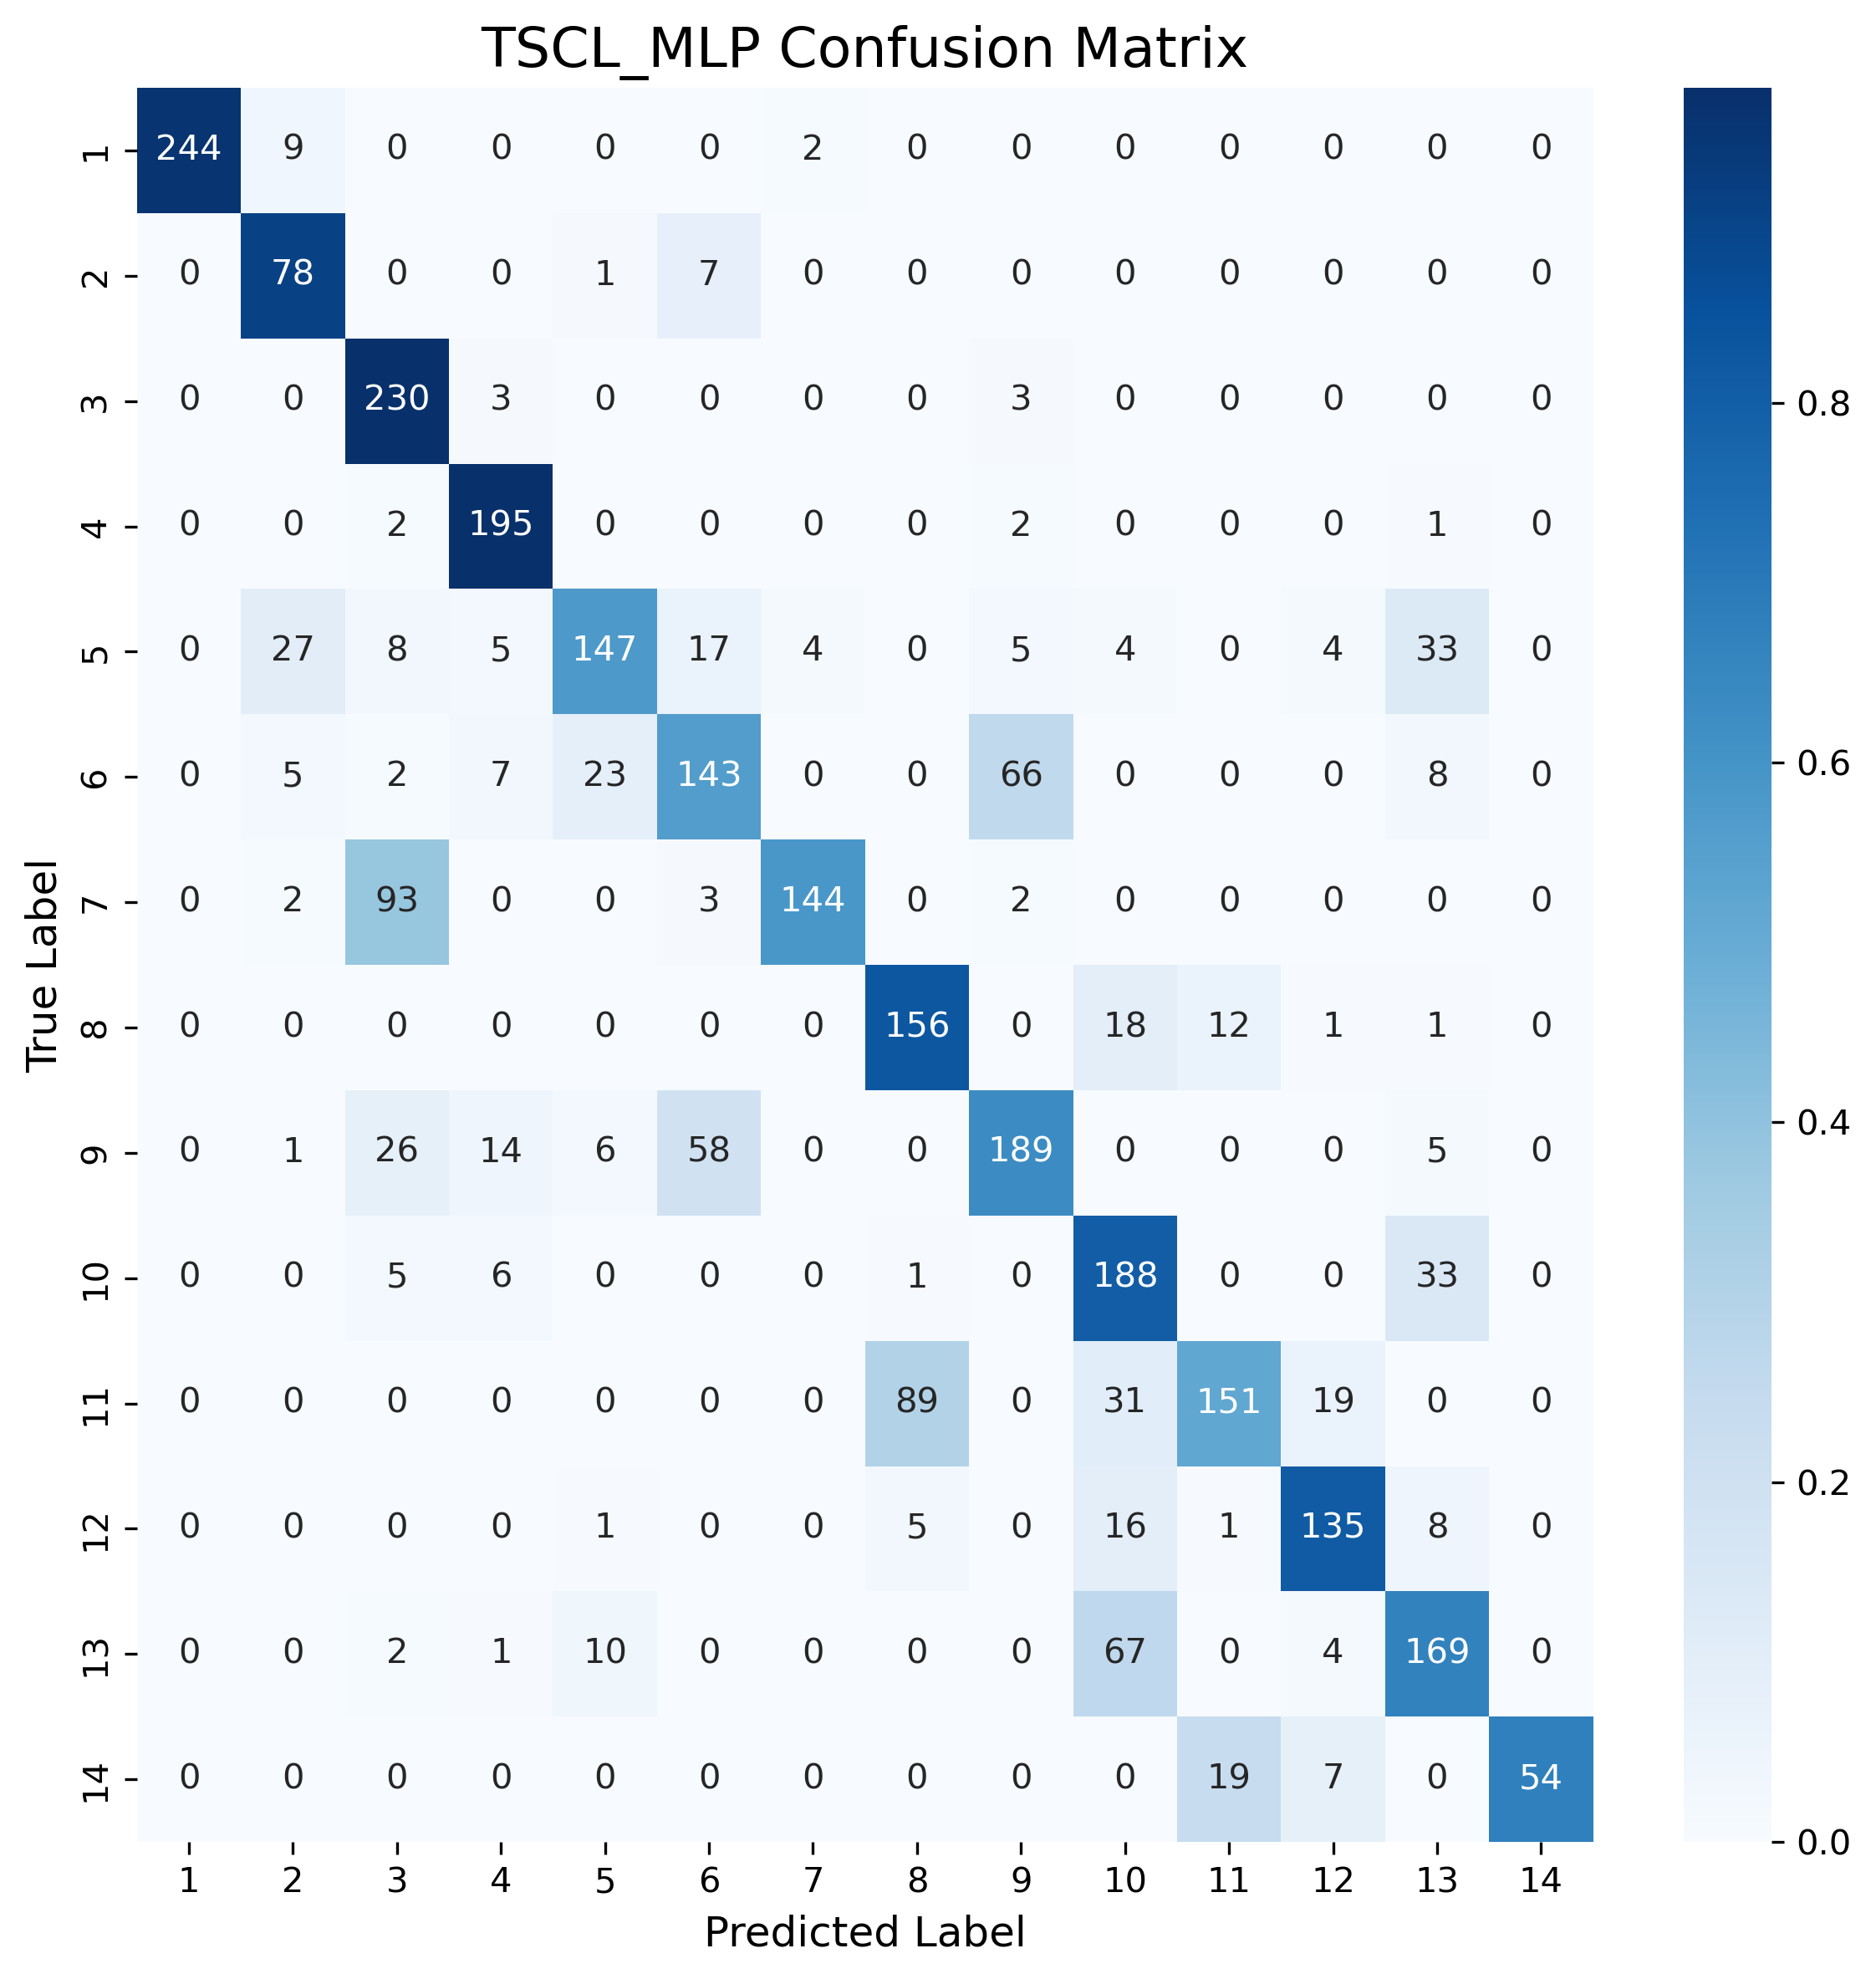 TSCL_MLP Confusion Matrix
1 244 9 0 0 0 0 2 0 0 0 0 0 0 0
2 0 78 0 0 1 7 0 0 0 0 0 0 0 0
3 0 0 230 3 0 0 0 0 3 0 0 0 0 0
4 0 0 2 195 0 0 0 0 2 0 0 0 1 0
5 0 27 8 5 147 17 4 0 5 4 0 4 33 0
6 0 5 2 7 23 143 0 0 66 0 0 0 8 0
7 0 2 93 0 0 3 144 0 2 0 0 0 0 0
8 0 0 0 0 0 0 0 156 0 18 12 1 1 0
9 0 1 26 14 6 58 0 0 189 0 0 0 5 0
10 0 0 5 6 0 0 0 1 0 188 0 0 33 0
11 0 0 0 0 0 0 0 89 0 31 151 19 0 0
12 0 0 0 0 1 0 0 5 0 16 1 135 8 0
13 0 0 2 1 10 0 0 0 0 67 0 4 169 0
14 0 0 0 0 0 0 0 0 0 0 19 7 0 54
1 2 3 4 5 6 7 8 9 10 11 12 13 14
Predicted Label
True Label
0.8
0.6
0.4
0.2
0.0